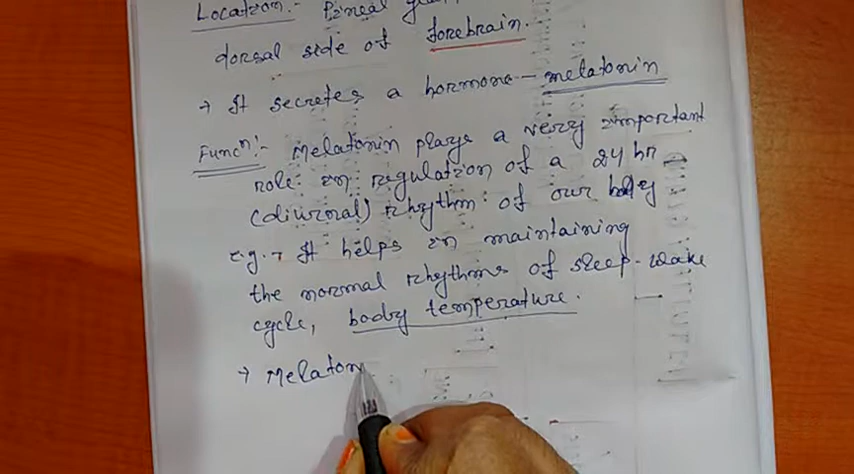 Location:- Pineal
dorsal side of forebrain.
→ It secretes a hormone - melatonin
Funcⁿ:- Melatonin plays a very important
role in regulation of a 24 hr
(diurnal) rhythm of our body
e.g.→ It helps in maintaining
the normal rhythms of sleep-wake
cycle, body temperature.
→ Melaton